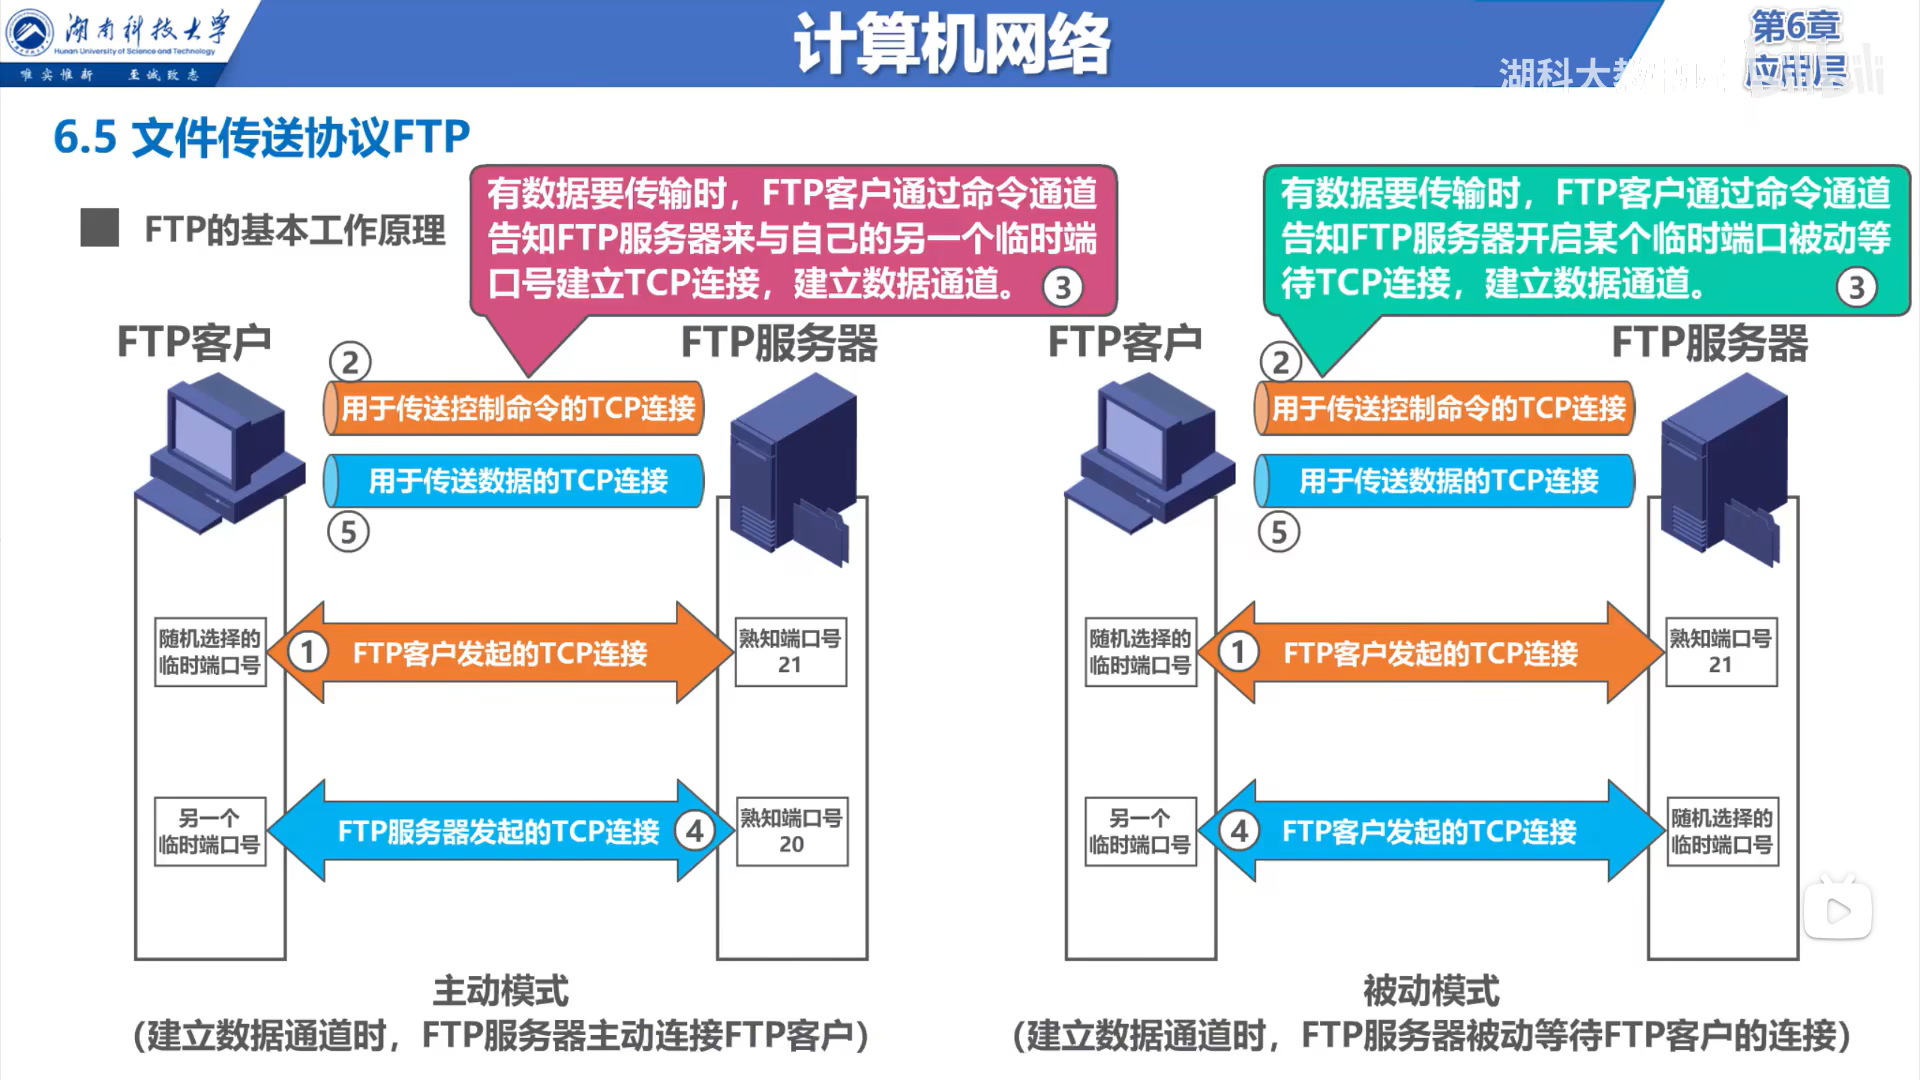 湖南科技大学
Hunan University of Science and Technology
唯实惟新 至诚致志
计算机网络
第6章
应用层
湖科大教
6.5 文件传送协议FTP
FTP的基本工作原理
有数据要传输时，FTP客户通过命令通道
告知FTP服务器来与自己的另一个临时端
口号建立TCP连接，建立数据通道。
③
FTP客户
FTP服务器
②
用于传送控制命令的TCP连接
用于传送数据的TCP连接
⑤
随机选择的
临时端口号
①
FTP客户发起的TCP连接
熟知端口号
21
另一个
临时端口号
FTP服务器发起的TCP连接
④
熟知端口号
20
主动模式
（建立数据通道时，FTP服务器主动连接FTP客户）
有数据要传输时，FTP客户通过命令通道
告知FTP服务器开启某个临时端口被动等
待TCP连接，建立数据通道。
③
FTP客户
FTP服务器
②
用于传送控制命令的TCP连接
用于传送数据的TCP连接
⑤
随机选择的
临时端口号
①
FTP客户发起的TCP连接
熟知端口号
21
另一个
临时端口号
④
FTP客户发起的TCP连接
随机选择的
临时端口号
被动模式
（建立数据通道时，FTP服务器被动等待FTP客户的连接）